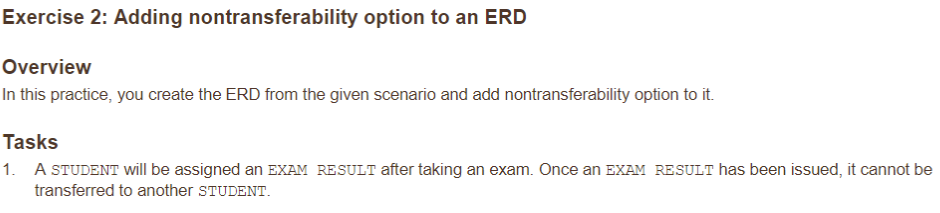 Exercise 2: Adding nontransferability option to an ERD
Overview
In this practice, you create the ERD from the given scenario and add nontransferability option to it.
Tasks
1. A STUDENT will be assigned an EXAM RESULT after taking an exam. Once an EXAM RESULT has been issued, it cannot be
transferred to another STUDENT.